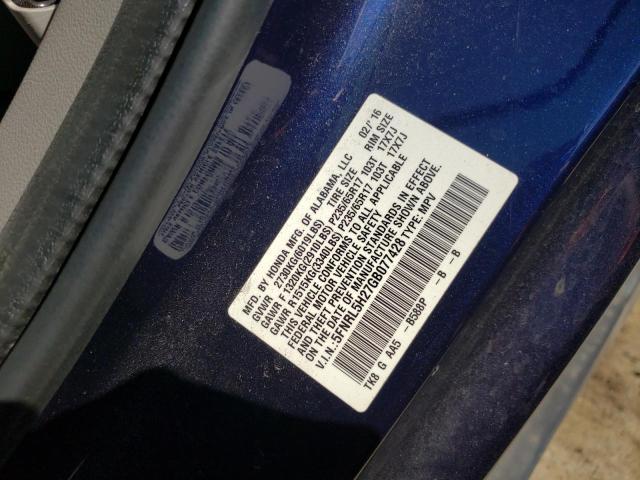 MFD. BY HONDA MFG. OF ALABAMA, LLC 02/'16
GVWR 2730KG(6019LBS) TIRE SIZE RIM SIZE
GAWR F 1320KG(2910LBS) P235/65R17 103T 17X7J
GAWR R 1515KG(3340LBS) P235/65R17 103T 17X7J
THIS VEHICLE CONFORMS TO ALL APPLICABLE
FEDERAL MOTOR VEHICLE SAFETY
AND THEFT PREVENTION STANDARDS IN EFFECT
ON THE DATE OF MANUFACTURE SHOWN ABOVE.
V.I.N.:5FNRL5H27GB077428 TYPE:MPV
TK8 G AA5 -B588P -B -B